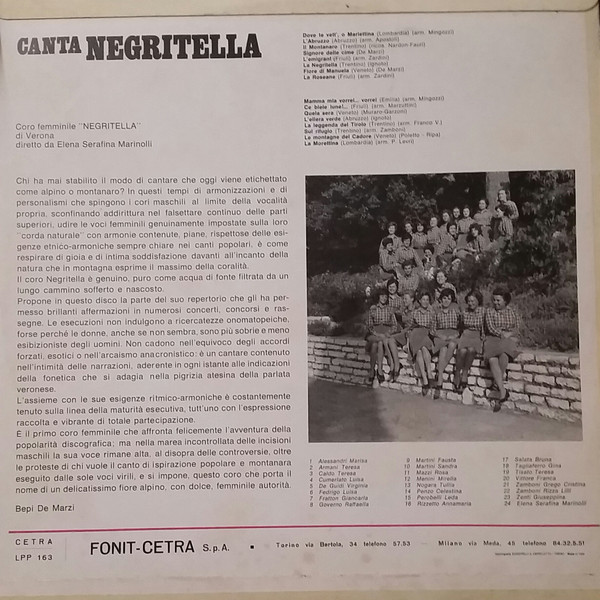 CANTA NEGRITELLA
Dove te vett', o Mariettina (Lombardia) (arm. Mingozzi)
L'Abruzzo (Abruzzo) (arm. Apostoli)
Il Montanaro (Trentino) (ricos. Nardon-Fauri)
Signore delle cime (De Marzi)
L'emigrant (Friuli) (arm. Zardini)
La Negritella (Trentino) (Ignoto)
Fiore di Manuela (Veneto) (De Marzi)
La Roseane (Friuli) (arm. Zardini)
Mamma mia vorrei... vorrei (Emilia) (arm. Mingozzi)
Ce biele lune!... (Friuli) (arm. Marzuttini)
Quela sera (Veneto) (Murano-Garzoni)
L'ellera verde (Abruzzo) (Ignoto)
La leggenda del Tirolo (Trentino) (arm. Franco V.)
Sul rifugio (Trentino) (arm. Zamboni)
La montagne del Cadore (Veneto) (Poletto - Ripa)
La Morettina (Lombardia) (arm. P. Levri)
Coro femminile "NEGRITELLA"
di Verona
diretto da Elena Serafina Marinolli
Chi ha mai stabilito il modo di cantare che oggi viene etichettato
come alpino o montanaro? In questi tempi di armonizzazioni e di
personalismi che spingono i cori maschili al limite della vocalità
propria, sconfinando addirittura nel falsettare continuo delle parti
superiori, udire le voci femminili genuinamente impostate sulla loro
"corda naturale" con armonie contenute, piane, rispettose delle esi-
genze etnico-armoniche sempre chiare nei canti popolari, è come
respirare di gioia e di intima soddisfazione davanti all'incanto della
natura che in montagna esprime il massimo della coralità.
Il coro Negritella è genuino, puro come acqua di fonte filtrata da un
lungo cammino sofferto e nascosto.
Propone in questo disco la parte del suo repertorio che gli ha per-
messo brillanti affermazioni in numerosi concerti, concorsi e ras-
segne. Le esecuzioni non indulgono a ricercatezze onomatopeiche,
forse perché le donne, anche se non sembra, sono più sobrie e meno
esibizioniste degli uomini. Non cadono nell'equivoco degli accordi
forzati, esotici o nell'arcaismo anacronistico: è un cantare contenuto
nell'intimità delle narrazioni, aderente in ogni istante alle indicazioni
della fonetica che si adagia nella pigrizia atesina della parlata
veronese.
L'assieme con le sue esigenze ritmico-armoniche è costantemente
tenuto sulla linea della maturità esecutiva, tutt'uno con l'espressione
raccolta e vibrante di totale partecipazione.
È il primo coro femminile che affronta felicemente l'avventura della
popolarità discografica; ma nella marea incontrollata delle incisioni
maschili la sua voce rimane alta, al disopra delle controversie, oltre
le proteste di chi vuole il canto di ispirazione popolare e montanara
eseguito dalle sole voci virili, e si impone, questo coro che porta il
nome di un delicatissimo fiore alpino, con dolce, femminile autorità.
Bepi De Marzi
1 Alessandri Marisa
2 Armani Teresa
3 Caldo Teresa
4 Cumerlato Luisa
5 De Guidi Virginia
6 Fedrigo Luisa
7 Fratton Giancarla
8 Governo Raffaella
9 Martini Fausta
10 Martini Sandra
11 Mazzi Rosa
12 Menini Mirella
13 Nogara Tullia
14 Penzo Celestina
15 Perobelli Leda
16 Rizzotto Annamaria
17 Salata Bruna
18 Tagliaferro Gina
19 Tisato Teresa
20 Vittore Franca
21 Zamboni Grego Cristina
22 Zamboni Rizzo Lilli
23 Zenti Giuseppina
24 Elena Serafina Marinolli
CETRA
LPP 163
FONIT-CETRA S.p.A. • Torino via Bertola, 34 telefono 57.53 - Milano via Meda, 45 telefono 84.32.5.51